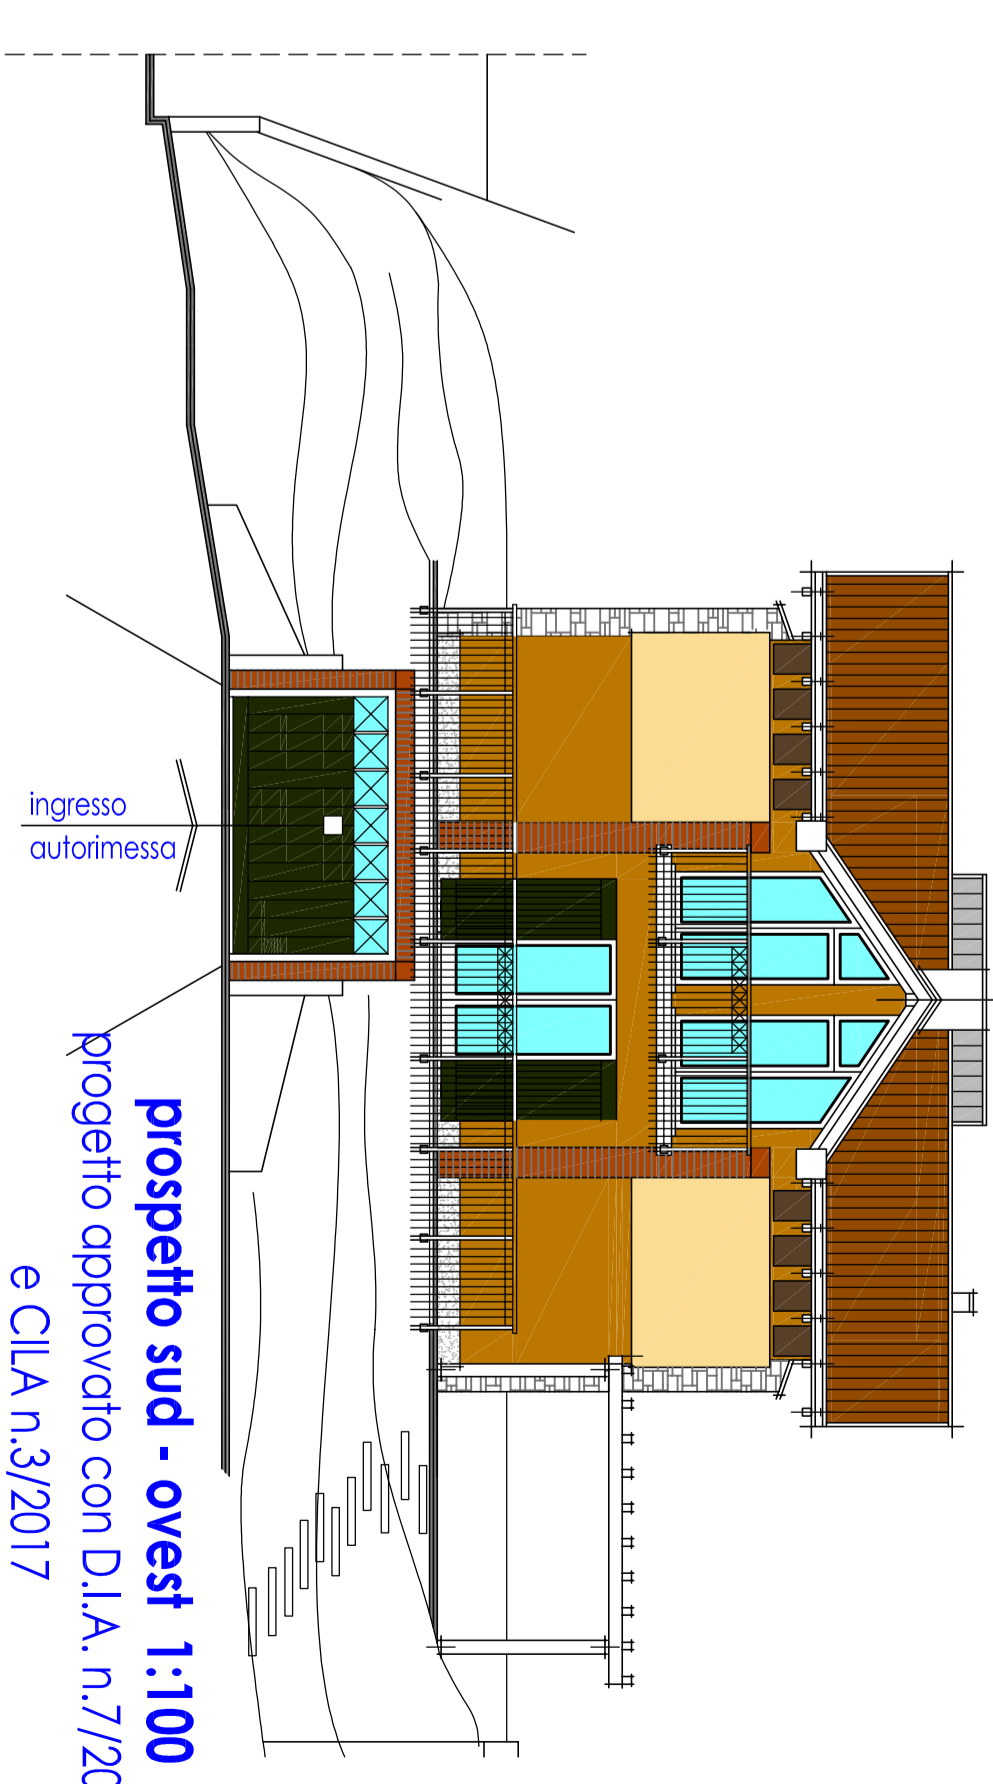 ingresso
autorimessa
prospetto sud - ovest 1:100
progetto approvato con D.I.A. n.7/20
e CILA n.3/2017